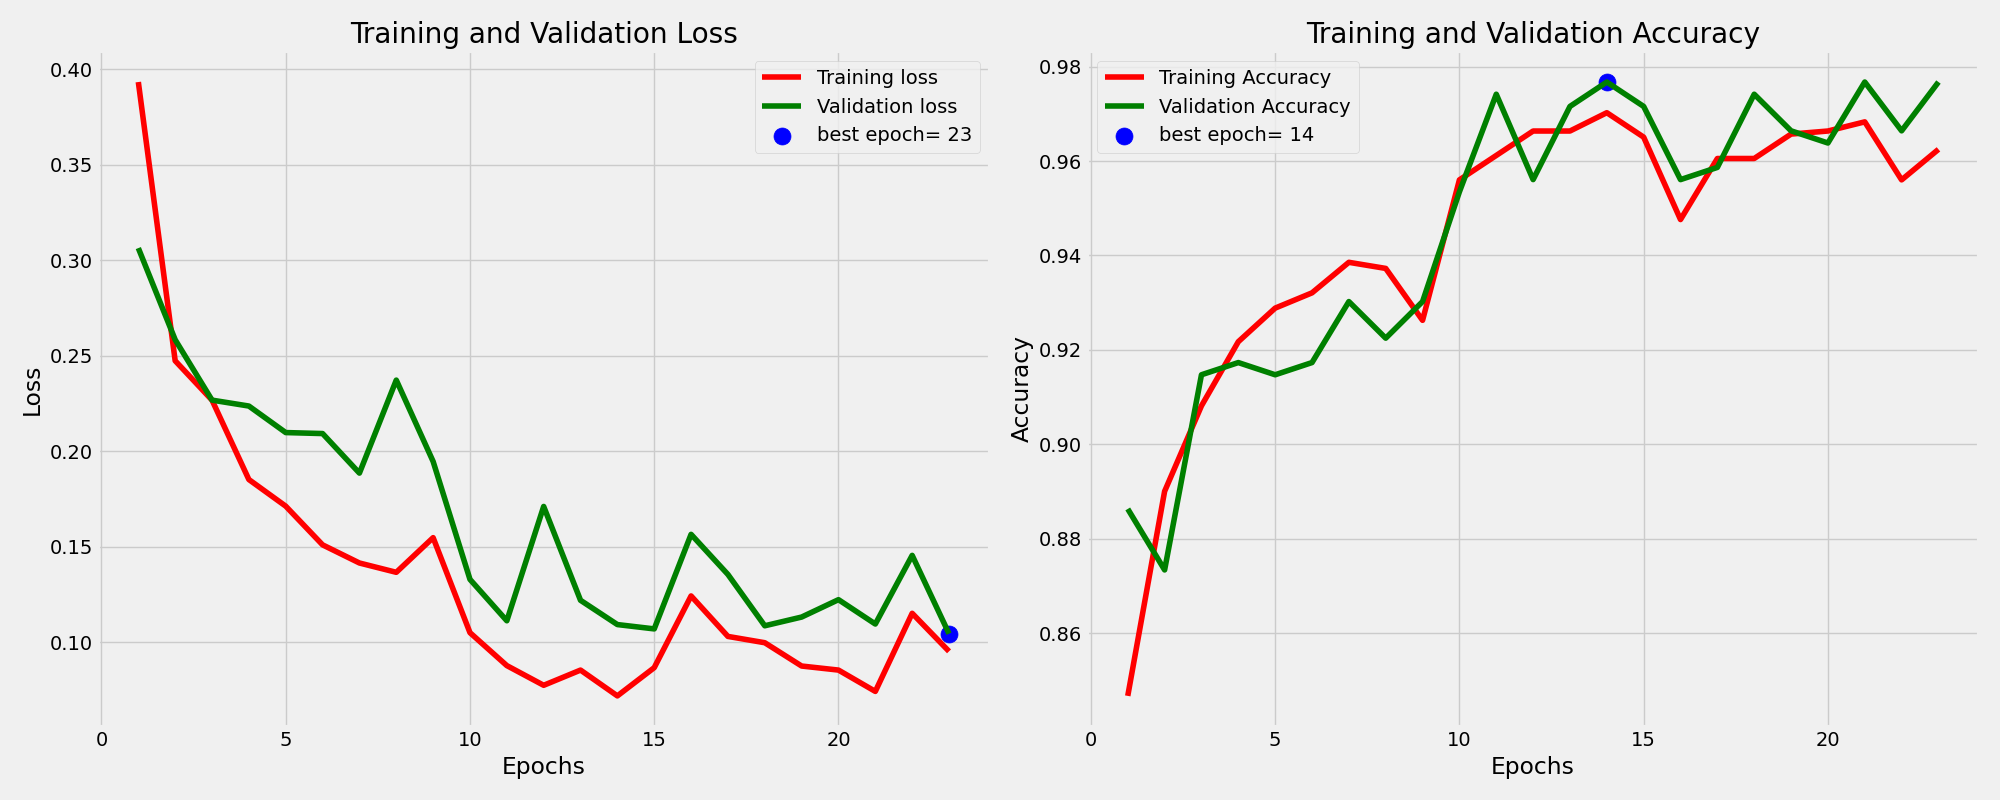 Training and Validation Loss
0.40
0.35
0.30
0.25
0.20
0.15
0.10
Loss
Training loss
Validation loss
best epoch= 23
0
5
10
15
20
Epochs
Training and Validation Accuracy
0.98
0.96
0.94
0.92
0.90
0.88
0.86
Accuracy
Training Accuracy
Validation Accuracy
best epoch= 14
0
5
10
15
20
Epochs